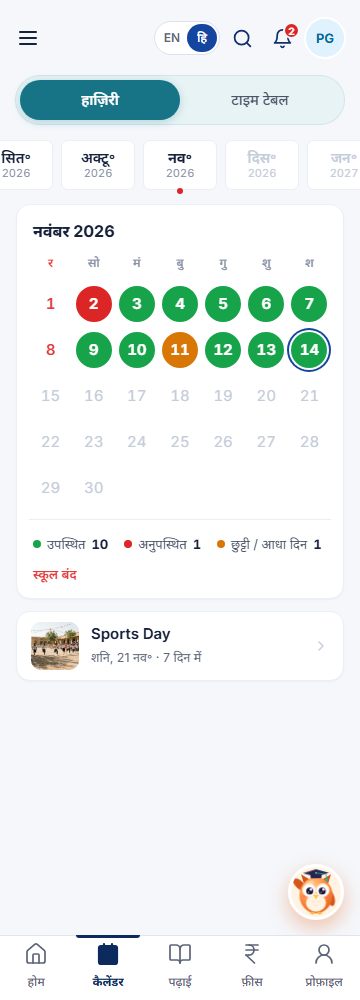 EN हि 2 PG
हाज़िरी टाइम टेबल
सित॰ अक्टू॰ नव॰ दिस॰ जन॰
2026 2026 2026 2026 2027
नवंबर 2026
र सो मं बु गु शु श
1 2 3 4 5 6 7
8 9 10 11 12 13 14
15 16 17 18 19 20 21
22 23 24 25 26 27 28
29 30
उपस्थित 10 अनुपस्थित 1 छुट्टी / आधा दिन 1
स्कूल बंद
Sports Day
शनि, 21 नव॰ · 7 दिन में
होम कैलेंडर पढ़ाई फ़ीस प्रोफ़ाइल